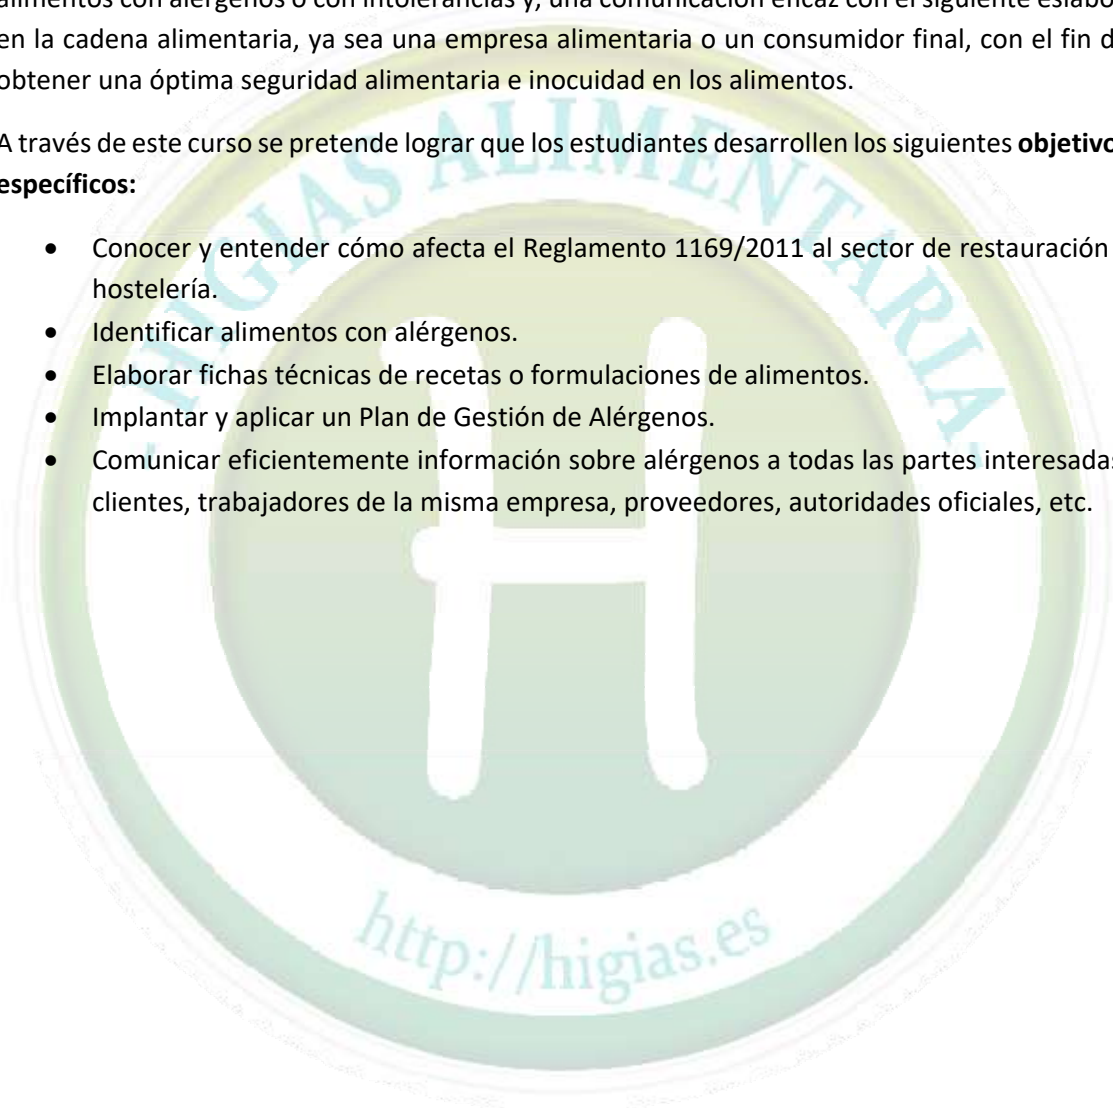 alimentos con alérgenos o con intolerancias y, una comunicación eficaz con el siguiente eslabó
en la cadena alimentaria, ya sea una empresa alimentaria o un consumidor final, con el fin d
obtener una óptima seguridad alimentaria e inocuidad en los alimentos.
A través de este curso se pretende lograr que los estudiantes desarrollen los siguientes objetivo
específicos:
• Conocer y entender cómo afecta el Reglamento 1169/2011 al sector de restauración
hostelería.
• Identificar alimentos con alérgenos.
• Elaborar fichas técnicas de recetas o formulaciones de alimentos.
• Implantar y aplicar un Plan de Gestión de Alérgenos.
• Comunicar eficientemente información sobre alérgenos a todas las partes interesadas
clientes, trabajadores de la misma empresa, proveedores, autoridades oficiales, etc.
- HIGIAS ALIMENTARIA -
H
http://higias.es